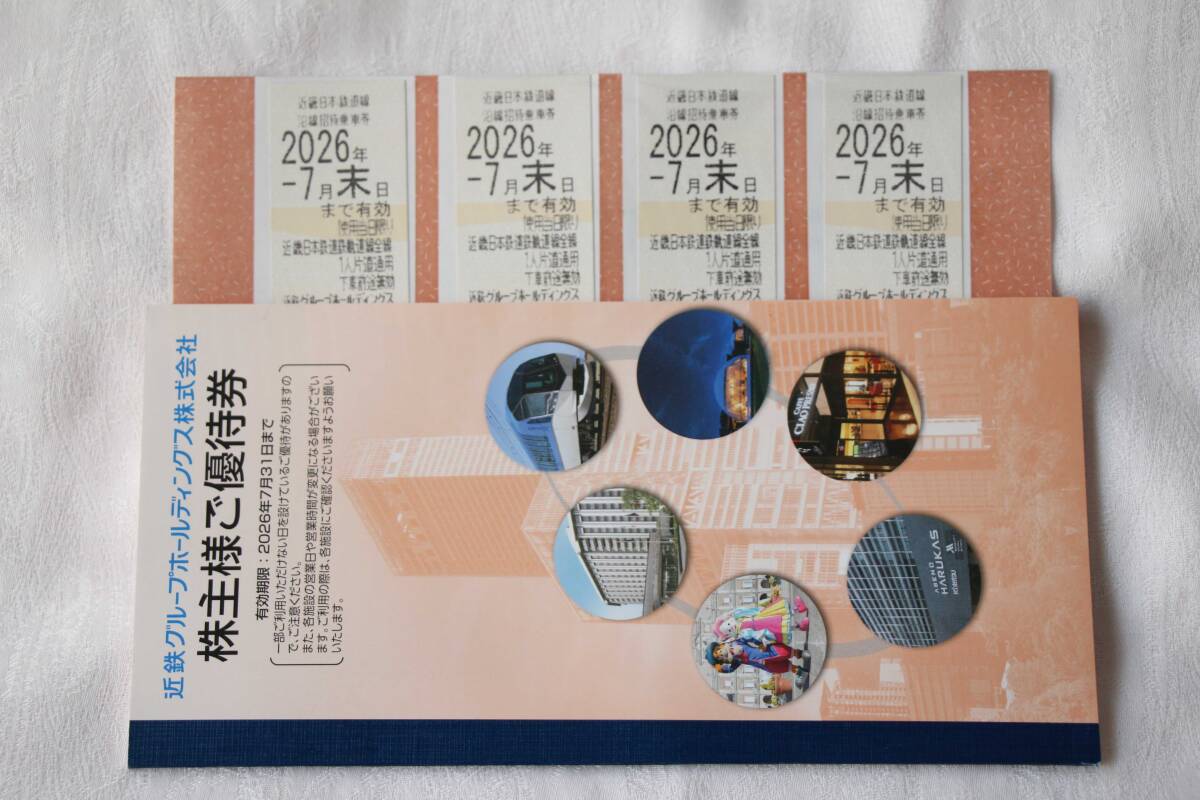 近畿日本鉄道線
沿線招待乗車券
2026年
-7月末日
まで有効
使用当日限り
近畿日本鉄道鉄軌道線全線
1人片道通用
下車前途無効
近鉄グループホールディングス
近畿日本鉄道線
沿線招待乗車券
2026年
-7月末日
まで有効
使用当日限り
近畿日本鉄道鉄軌道線全線
1人片道通用
下車前途無効
近鉄グループホールディングス
近畿日本鉄道線
沿線招待乗車券
2026年
-7月末日
まで有効
使用当日限り
近畿日本鉄道鉄軌道線全線
1人片道通用
下車前途無効
近鉄グループホールディングス
近畿日本鉄道線
沿線招待乗車券
2026年
-7月末日
まで有効
使用当日限り
近畿日本鉄道鉄軌道線全線
1人片道通用
下車前途無効
近鉄グループホールディングス
近鉄グループホールディングス株式会社
株主様ご優待券
有効期限：2026年7月31日まで
一部ご利用いただけない日を設けているご優待がありますの
で、ご注意ください。
また、各施設の営業日や営業時間が変更になる場合がござい
ます。ご利用の際は、各施設にご確認くださいますようお願い
いたします。
CAFFE
CIAO PRESSO
ABENO
HARUKAS
KINTETSU